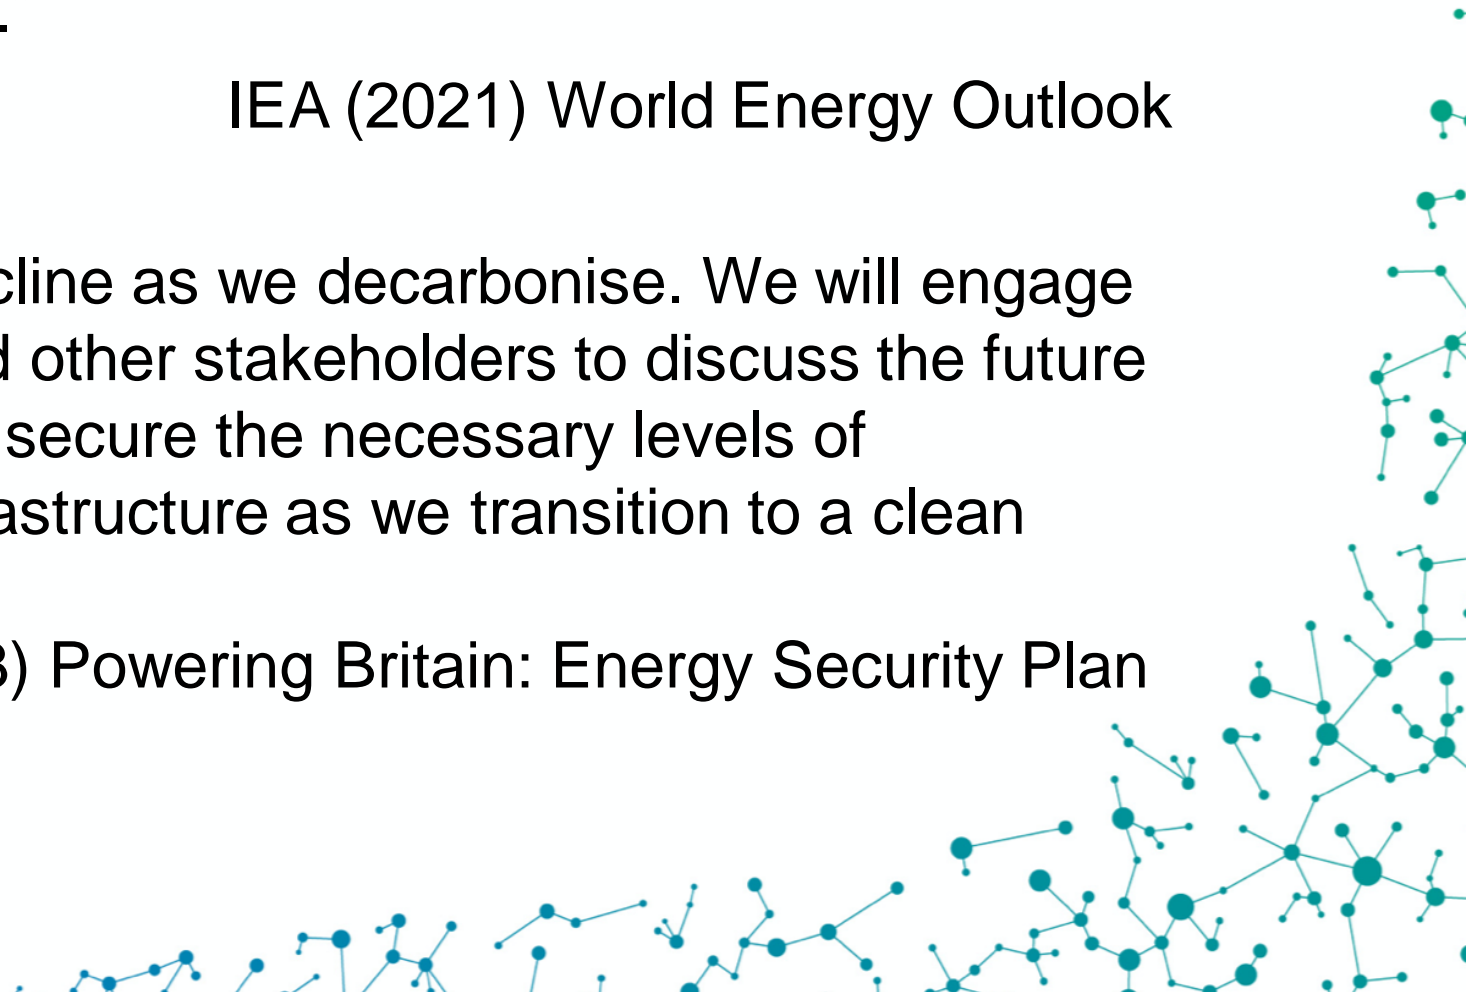 IEA (2021) World Energy Outlook
cline as we decarbonise. We will engage
other stakeholders to discuss the future
secure the necessary levels of
astructure as we transition to a clean
3) Powering Britain: Energy Security Plan